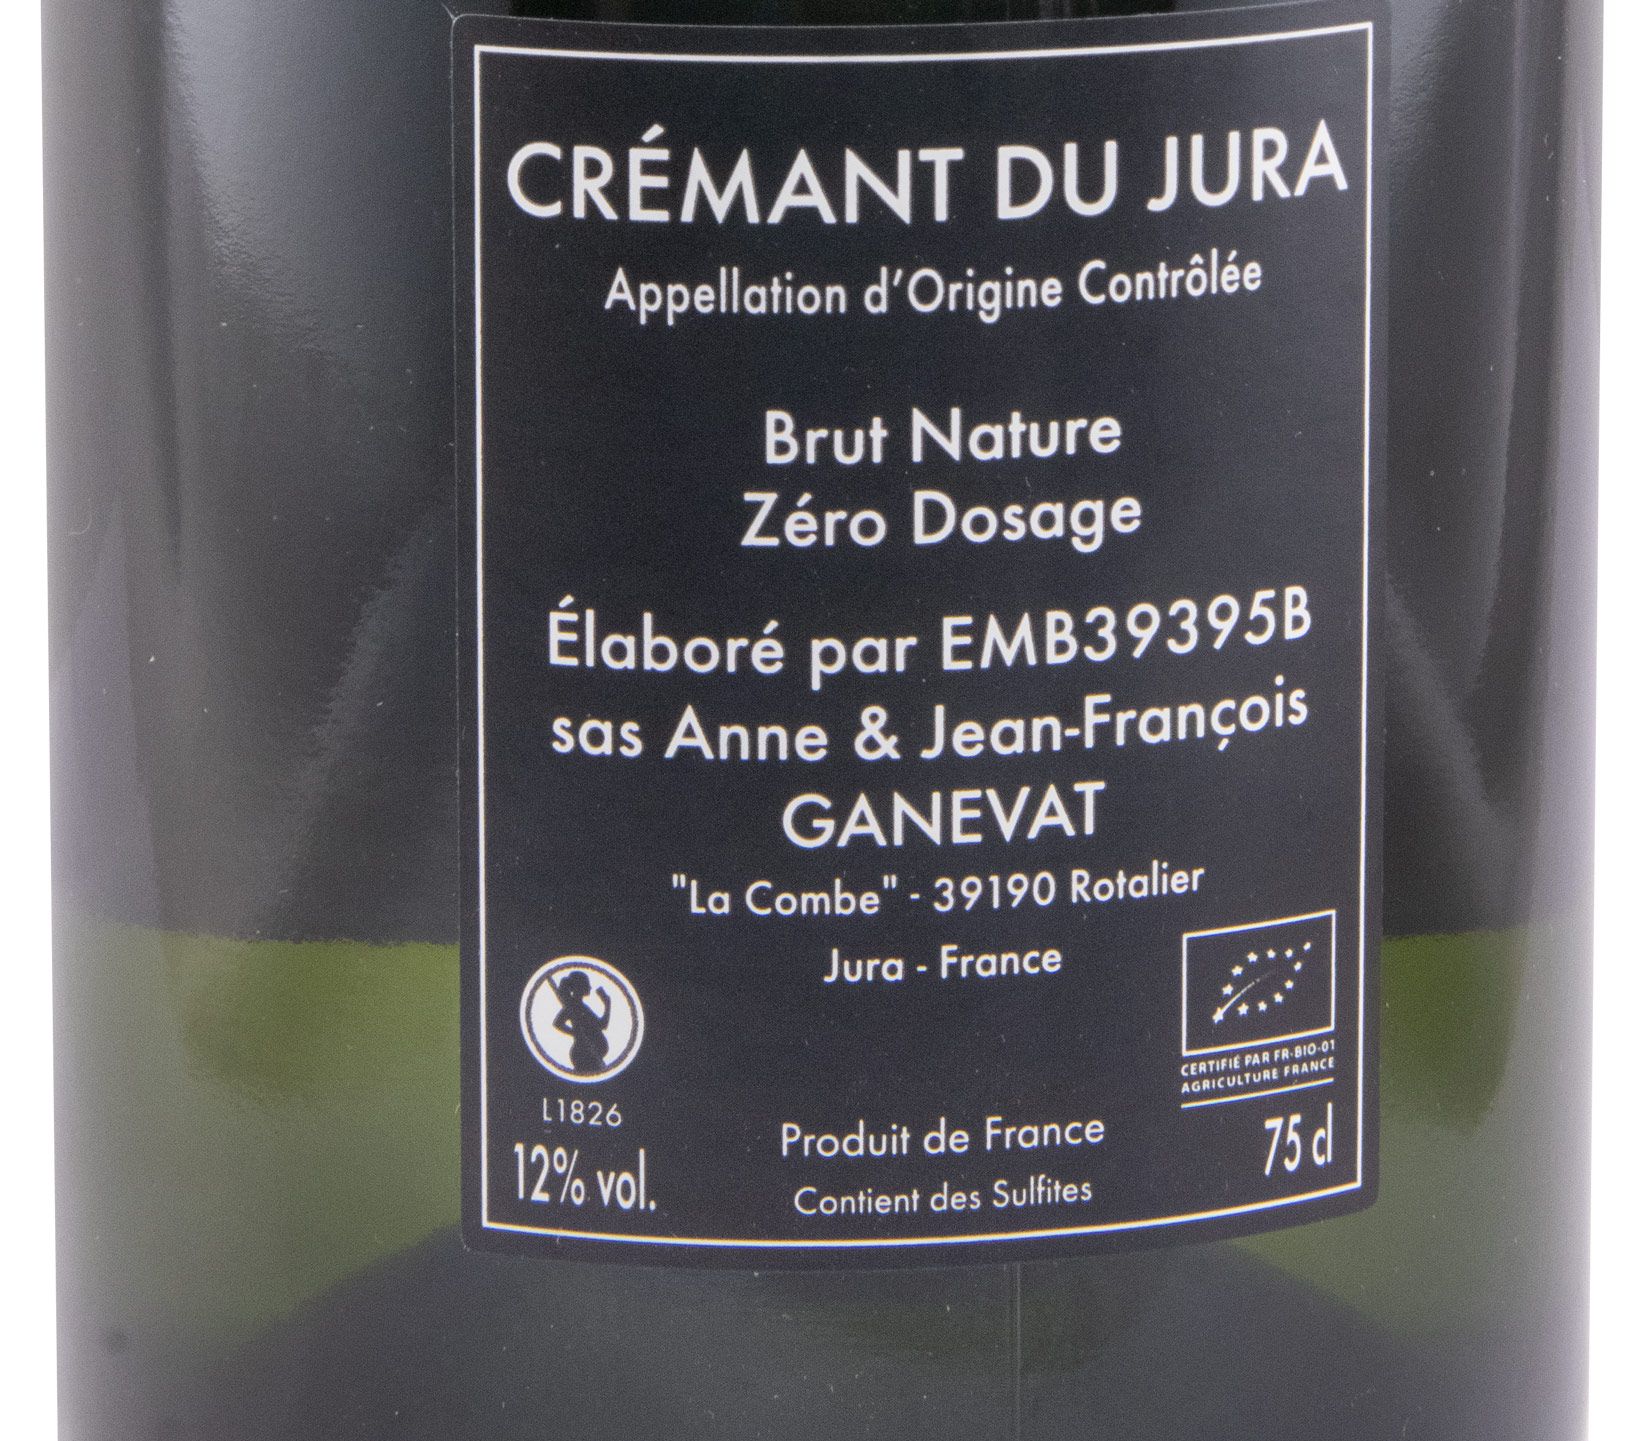 CRÉMANT DU JURA
Appellation d'Origine Contrôlée
Brut Nature
Zéro Dosage
Élaboré par EMB39395B
sas Anne & Jean-François
GANEVAT
"La Combe" - 39190 Rotalier
Jura - France
CERTIFIÉ PAR FR-BIO-01
AGRICULTURE FRANCE
L1826
12% vol.
Produit de France
75 cl
Contient des Sulfites